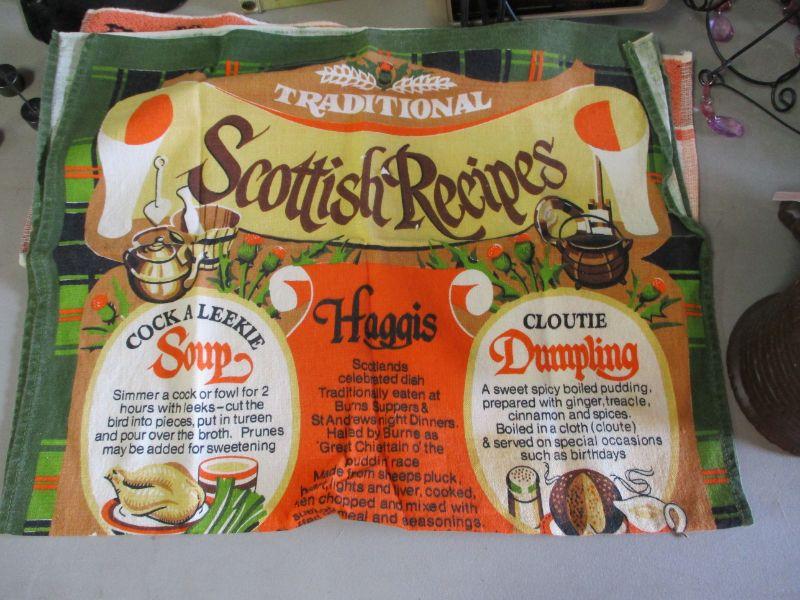 TRADITIONAL
Scottish Recipes
COCK A LEEKIE
Soup
Simmer a cock or fowl for 2
hours with leeks - cut the
bird into pieces, put in tureen
and pour over the broth. Prunes
may be added for sweetening
Haggis
Scotlands
celebrated dish
Traditionally eaten at
Burns Suppers &
St Andrews night Dinners.
Hailed by Burns as
'Great Chieftain o' the
puddin race
Made from sheeps pluck,
lights and liver, cooked,
then chopped and mixed with
meal and seasonings.
CLOUTIE
Dumpling
A sweet spicy boiled pudding,
prepared with ginger, treacle,
cinnamon and spices.
Boiled in a cloth (cloute)
& served on special occasions
such as birthdays